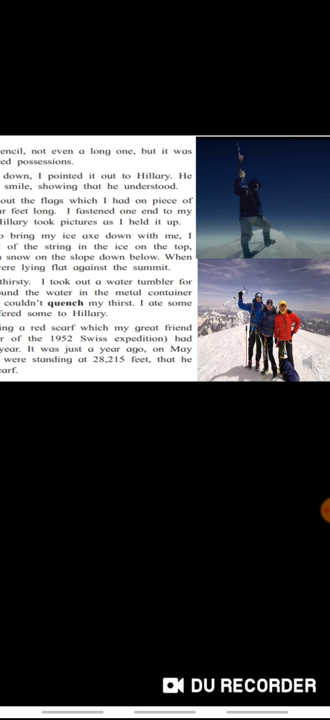 encil, not even a long one, but it was
ed possessions.
down, I pointed it out to Hillary. He
smile, showing that he understood.
out the flags which I had on piece of
ur feet long. I fastened one end to my
Hillary took pictures as I held it up.
o bring my ice axe down with me, I
of the string in the ice on the top,
snow on the slope down below. When
were lying flat against the summit.
thirsty. I took out a water tumbler for
ound the water in the metal container
couldn't quench my thirst. I ate some
fered some to Hillary.
ing a red scarf which my great friend
r of the 1952 Swiss expedition) had
year. It was just a year ago, on May
were standing at 28,215 feet, that he
carf.
DU RECORDER